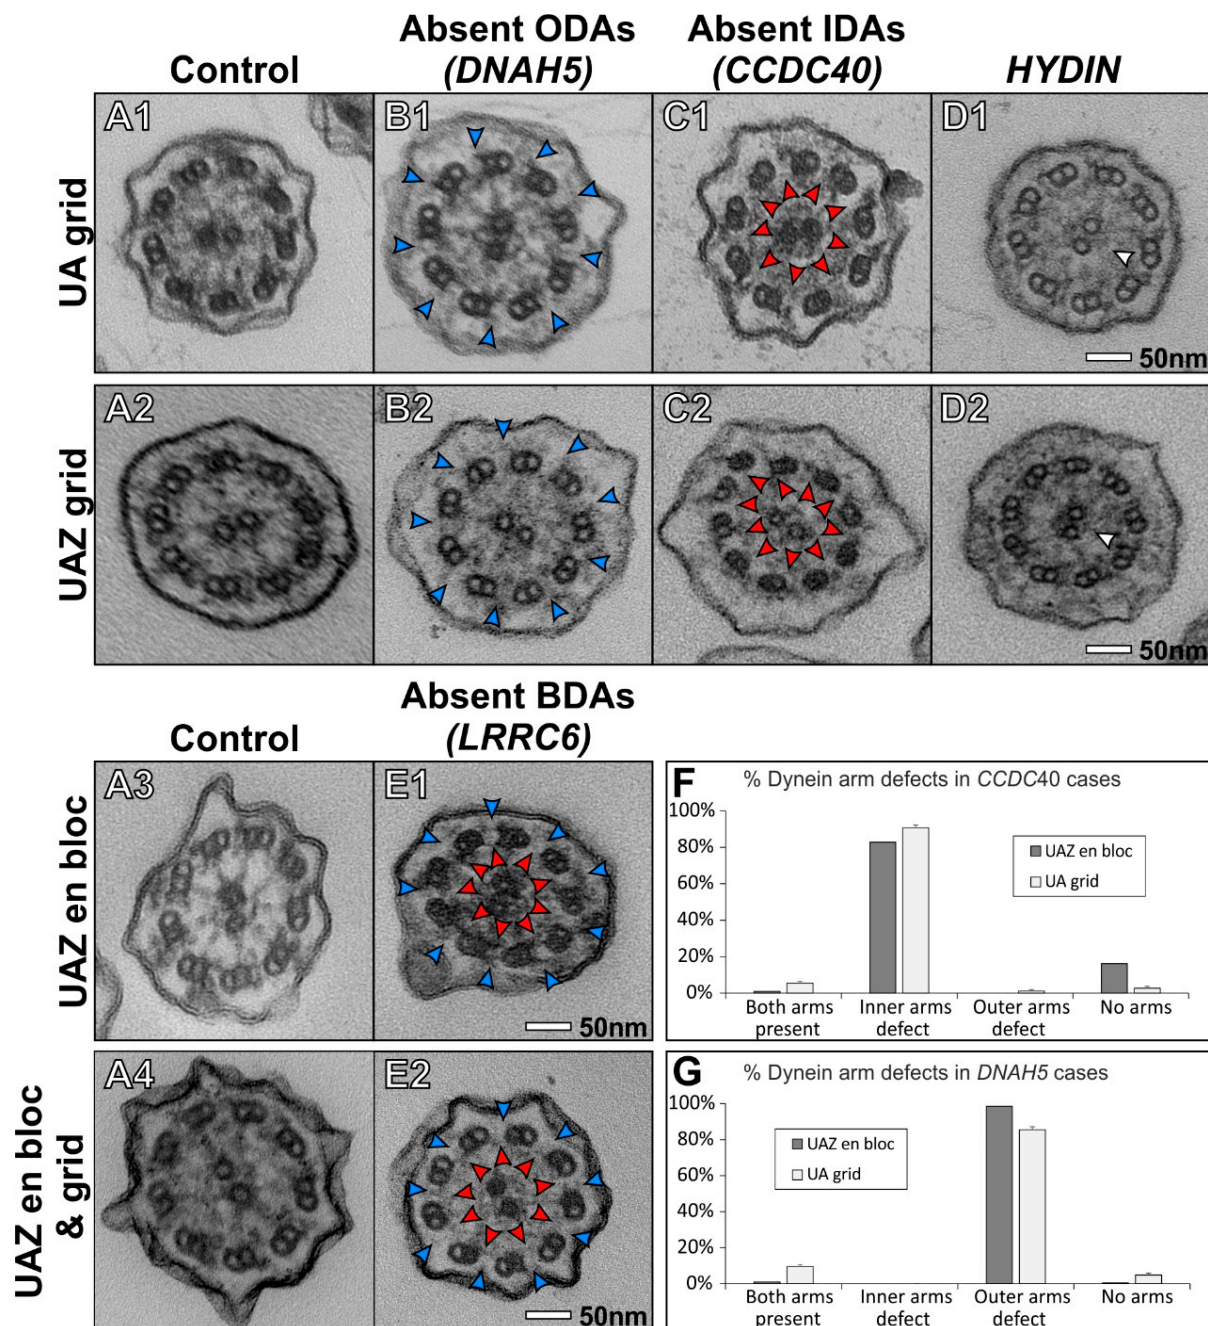 Control
Absent ODAs
(DNAH5)
Absent IDAs
(CCDC40)
HYDIN
UA grid
A1
B1
C1
D1
50nm
UAZ grid
A2
B2
C2
D2
50nm
Control
Absent BDAs
(LRRC6)
UAZ en bloc
A3
E1
50nm
UAZ en bloc
& grid
A4
E2
50nm
F
% Dynein arm defects in CCDC40 cases
100%
80%
60%
40%
20%
0%
UAZ en bloc
UA grid
Both arms
present
Inner arms
defect
Outer arms
defect
No arms
G
% Dynein arm defects in DNAH5 cases
100%
80%
60%
40%
20%
0%
UAZ en bloc
UA grid
Both arms
present
Inner arms
defect
Outer arms
defect
No arms